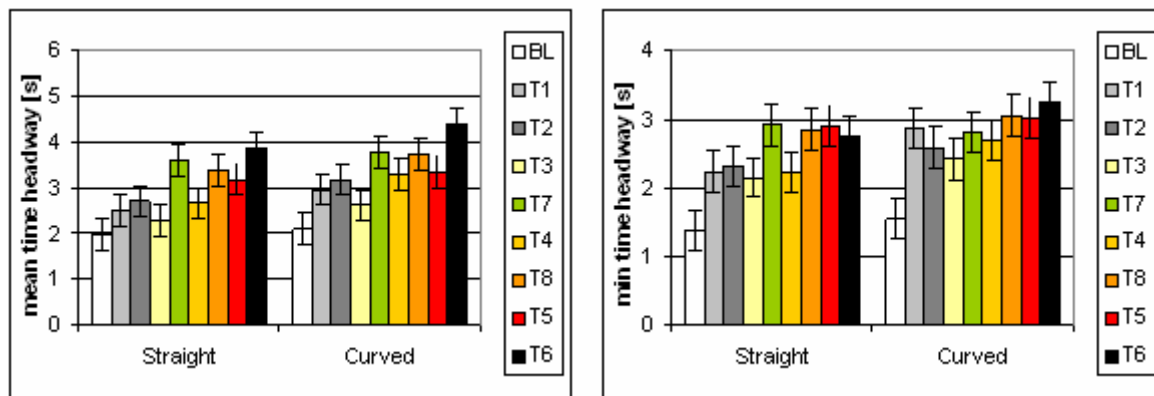 mean time headway [s]
6
5
4
3
2
1
0
Straight Curved
BL
T1
T2
T3
T7
T4
T8
T5
T6
min time headway [s]
4
3
2
1
0
Straight Curved
BL
T1
T2
T3
T7
T4
T8
T5
T6